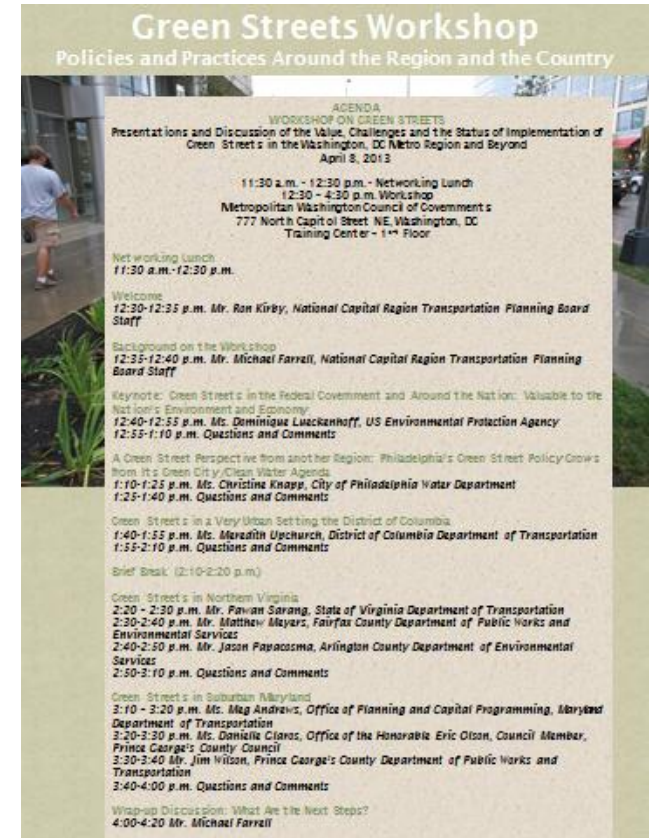 Green Streets Workshop
Policies and Practices Around the Region and the Country
AGENDA
WORKSHOP ON GREEN STREETS
Presentations and Discussion of the Value, Challenges and the Status of Implementation of
Green Streets in the Washington, DC Metro Region and Beyond
April 8, 2013
11:30 a.m. - 12:30 p.m.- Networking Lunch
12:30 - 4:30 p.m. Workshop
Metropolitan Washington Council of Governments
777 North Capitol Street NE, Washington, DC
Training Center - 1st Floor
Networking Lunch
11:30 a.m.-12:30 p.m.
Welcome
12:30-12:35 p.m. Mr. Ron Kirby, National Capital Region Transportation Planning Board
Staff
Background on the Workshop
12:35-12:40 p.m. Mr. Michael Farrell, National Capital Region Transportation Planning
Board Staff
Keynote: Green Streets in the Federal Government and Around the Nation: Valuable to the
Nation's Environment and Economy
12:40-12:55 p.m. Ms. Dominique Lueckenhoff, US Environmental Protection Agency
12:55-1:10 p.m. Questions and Comments
A Green Street Perspective from another Region: Philadelphia's Green Street Policy Grows
from Its Green City/Clean Water Agenda
1:10-1:25 p.m. Ms. Christine Knapp, City of Philadelphia Water Department
1:25-1:40 p.m. Questions and Comments
Green Streets in a Very Urban Setting the District of Columbia
1:40-1:55 p.m. Ms. Meredith Upchurch, District of Columbia Department of Transportation
1:55-2:10 p.m. Questions and Comments
Brief Break (2:10-2:20 p.m.)
Green Streets in Northern Virginia
2:20 - 2:30 p.m. Mr. Pawan Sarang, State of Virginia Department of Transportation
2:30-2:40 p.m. Mr. Matthew Meyers, Fairfax County Department of Public Works and
Environmental Services
2:40-2:50 p.m. Mr. Jason Papacosma, Arlington County Department of Environmental
Services
2:50-3:10 p.m. Questions and Comments
Green Streets in Suburban Maryland
3:10 - 3:20 p.m. Ms. Meg Andrews, Office of Planning and Capital Programming, Maryland
Department of Transportation
3:20-3:30 p.m. Ms. Danielle Glaros, Office of the Honorable Eric Olson, Council Member,
Prince George's County Council
3:30-3:40 Mr. Jim Wilson, Prince George's County Department of Public Works and
Transportation
3:40-4:00 p.m. Questions and Comments
Wrap-up Discussion: What Are the Next Steps?
4:00-4:20 Mr. Michael Farrell